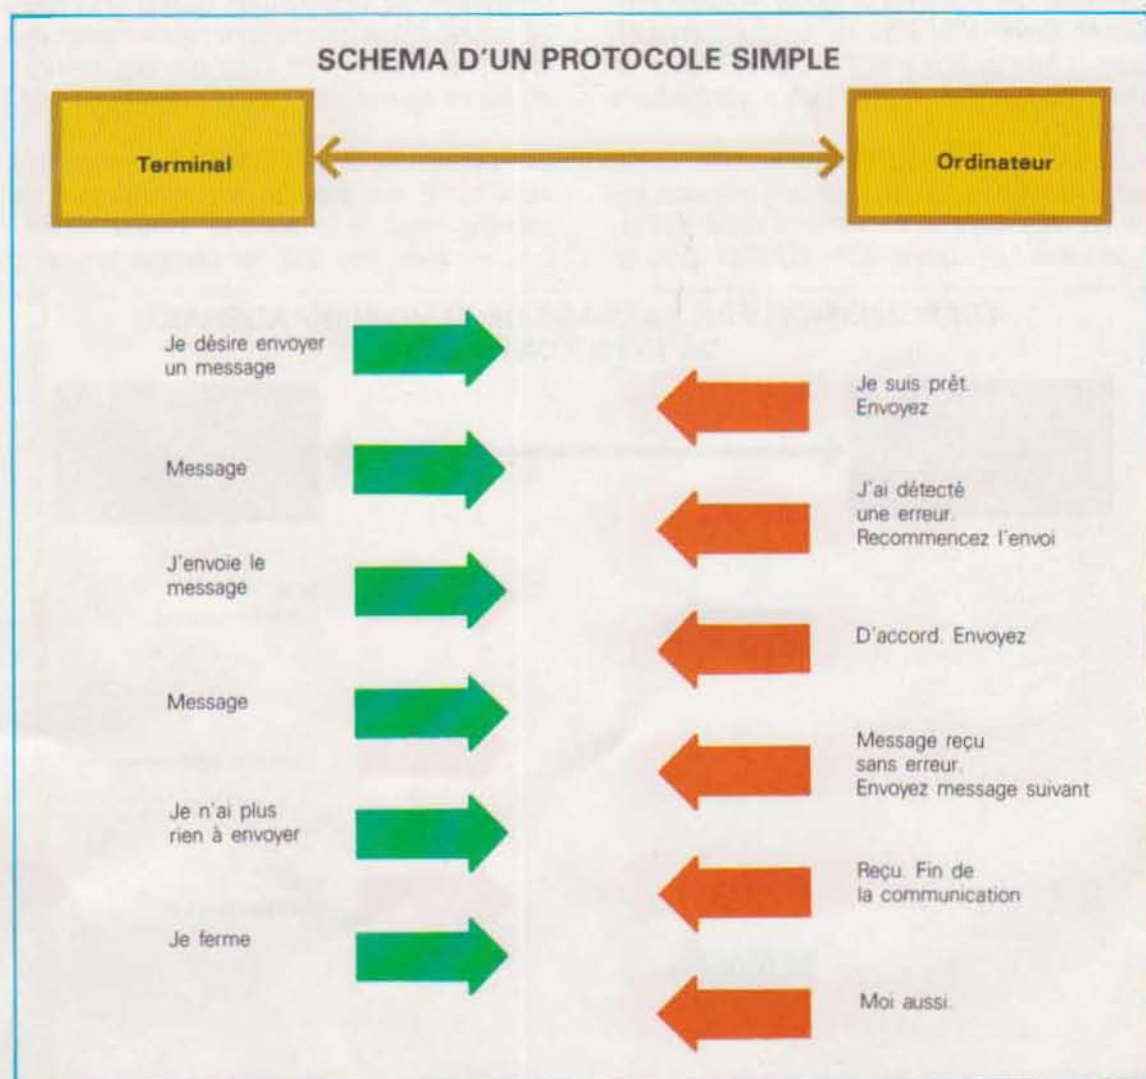 SCHEMA D'UN PROTOCOLE SIMPLE
Terminal
Ordinateur
Je désire envoyer
un message
Je suis prêt.
Envoyez
Message
J'ai détecté
une erreur.
Recommencez l'envoi
J'envoie le
message
D'accord. Envoyez
Message
Message reçu
sans erreur.
Envoyez message suivant
Je n'ai plus
rien à envoyer
Reçu. Fin de
la communication
Je ferme
Moi aussi.